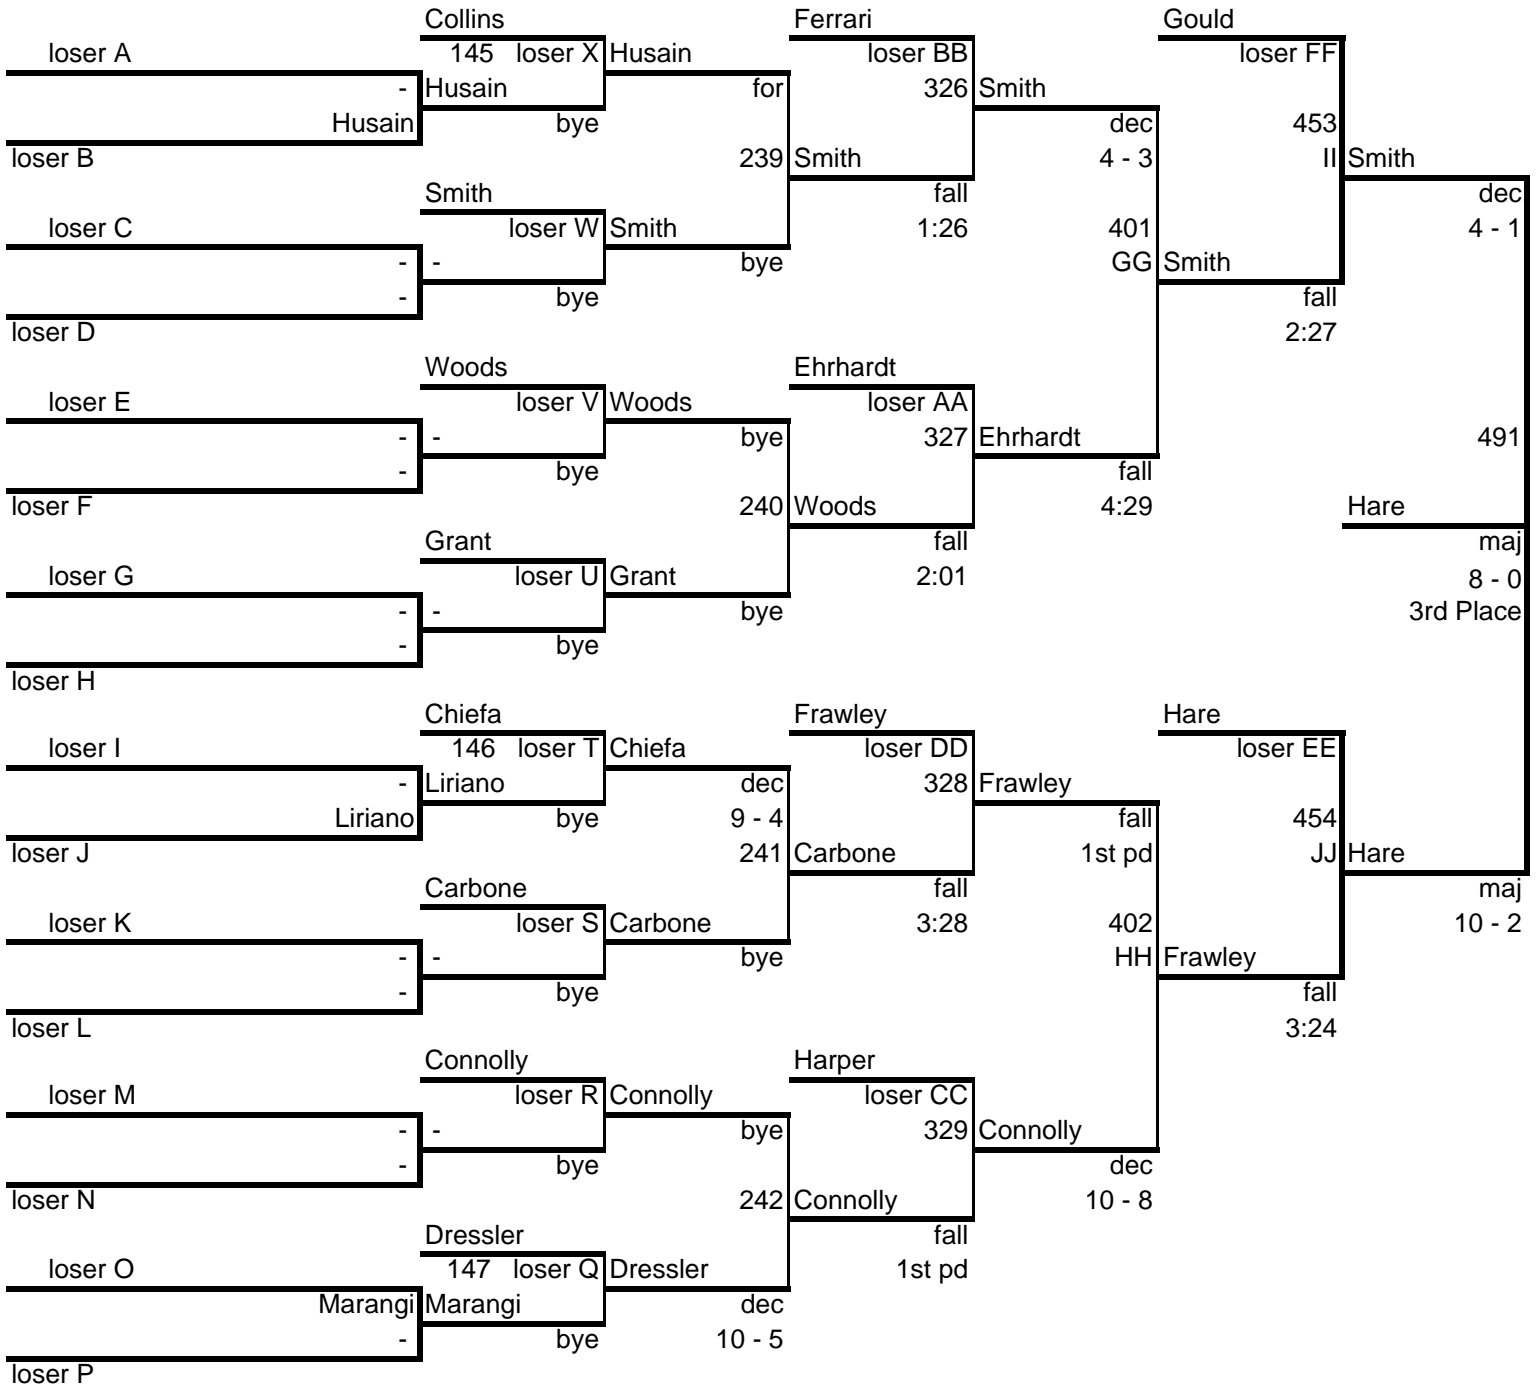 Collins Ferrari Gould
loser A 145 loser X Husain loser BB loser FF
- Husain for 326 Smith
Husain bye dec 453
loser B 239 Smith 4 - 3 II Smith
Smith fall dec
loser C loser W Smith 1:26 401 4 - 1
- - bye GG Smith
- bye fall
loser D 2:27
Woods Ehrhardt
loser E loser V Woods loser AA
- - bye 327 Ehrhardt 491
- bye fall
loser F 240 Woods 4:29 Hare
Grant fall maj
loser G loser U Grant 2:01 8 - 0
- - bye 3rd Place
- bye
loser H
Chiefa Frawley Hare
loser I 146 loser T Chiefa loser DD loser EE
- Liriano dec 328 Frawley
Liriano bye 9 - 4 fall 454
loser J 241 Carbone 1st pd JJ Hare
Carbone fall maj
loser K loser S Carbone 3:28 402 10 - 2
- - bye HH Frawley
- bye fall
loser L 3:24
Connolly Harper
loser M loser R Connolly loser CC
- - bye 329 Connolly
- bye dec
loser N 242 Connolly 10 - 8
Dressler fall
loser O 147 loser Q Dressler 1st pd
Marangi Marangi dec
- bye 10 - 5
loser P